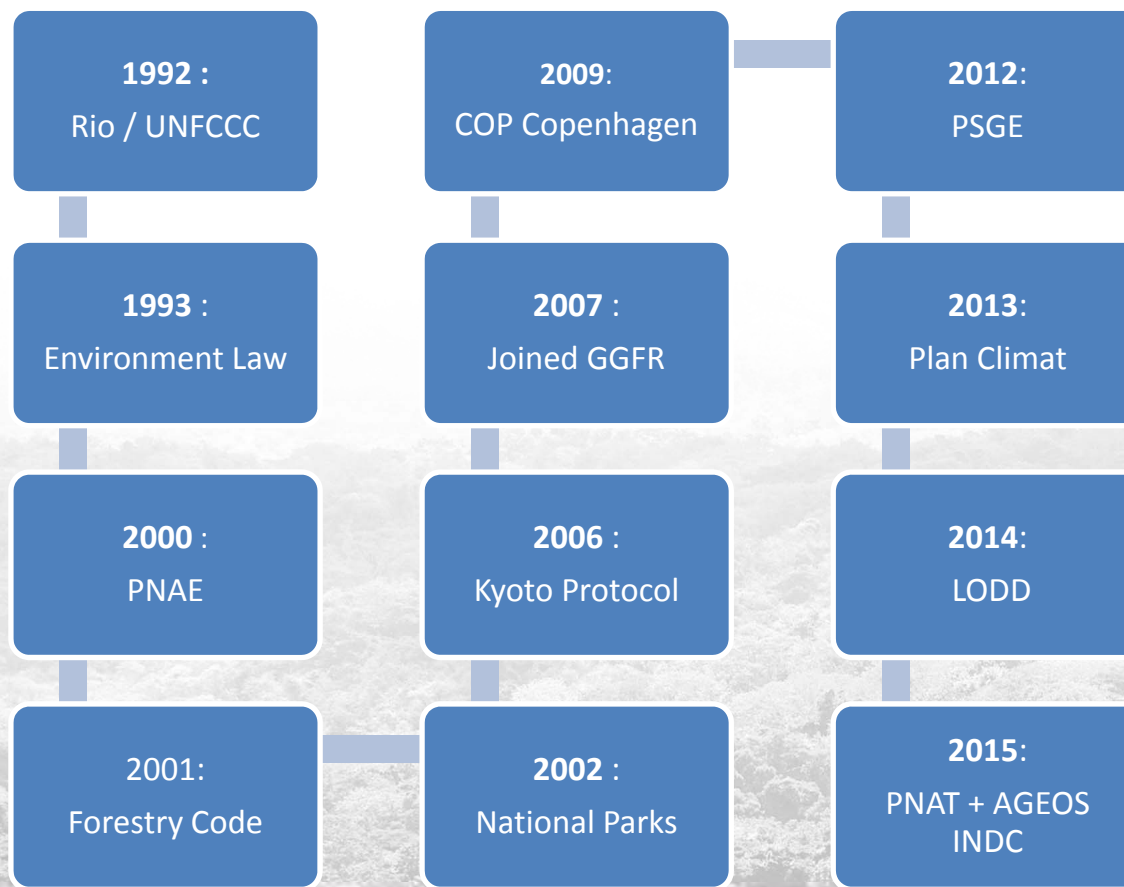 1992 :
Rio / UNFCCC
1993 :
Environment Law
2000 :
PNAE
2001:
Forestry Code
2002 :
National Parks
2006 :
Kyoto Protocol
2007 :
Joined GGFR
2009:
COP Copenhagen
2012:
PSGE
2013:
Plan Climat
2014:
LODD
2015:
PNAT + AGEOS
INDC